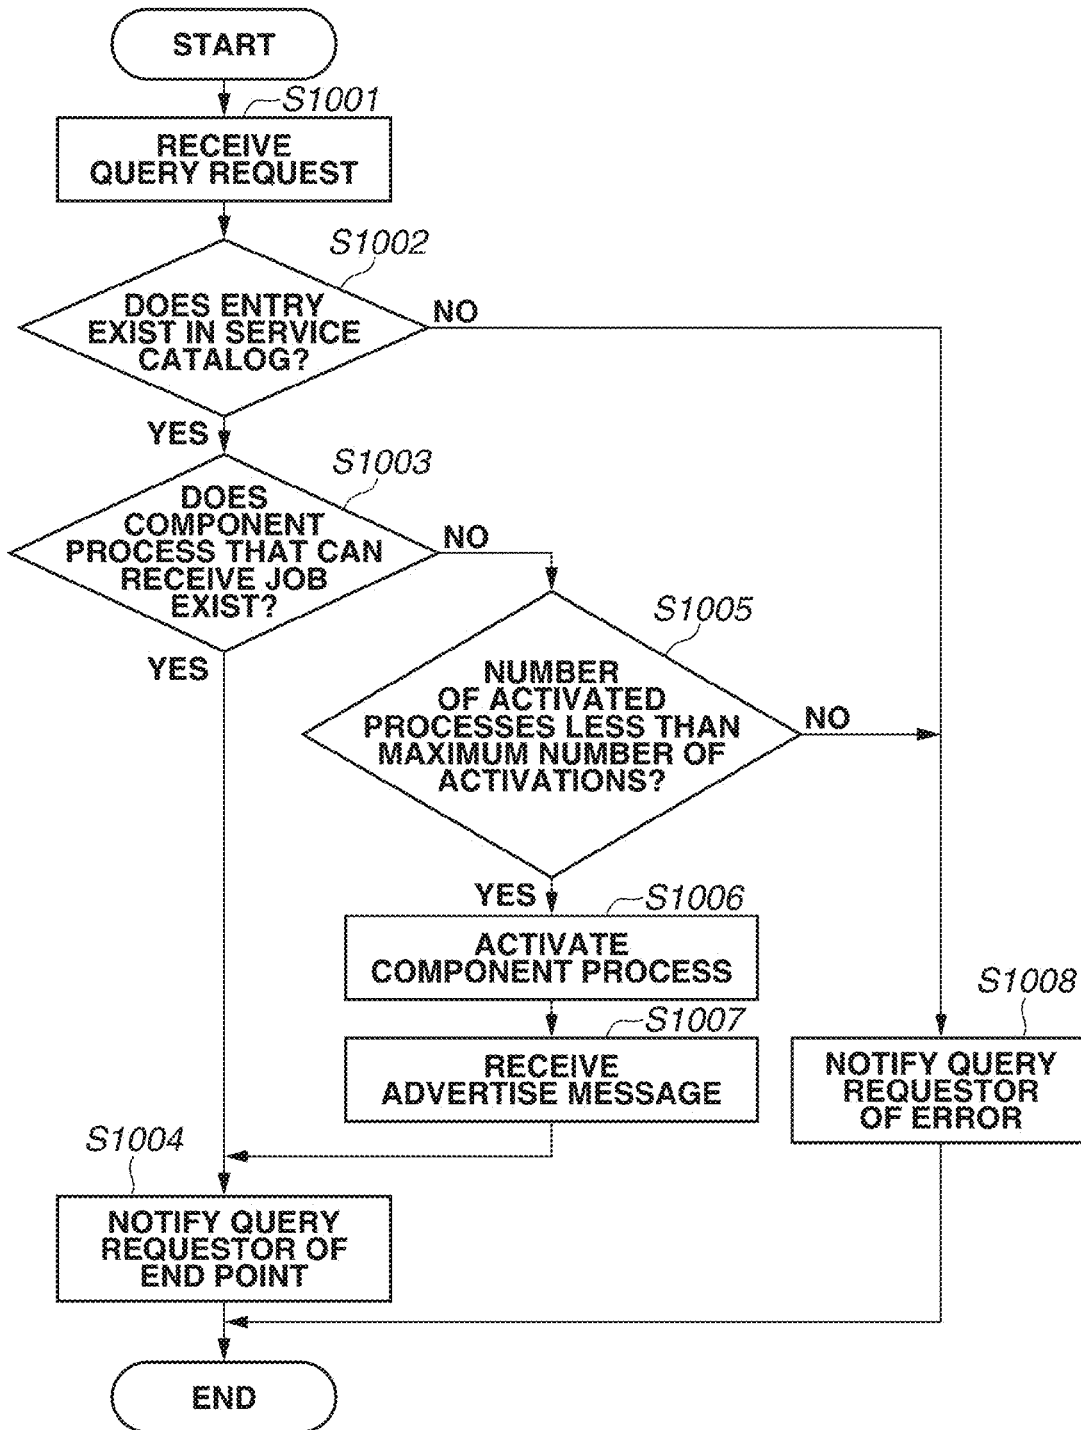 START
S1001
RECEIVE
QUERY REQUEST
S1002
DOES ENTRY
EXIST IN SERVICE
CATALOG?
NO
YES
S1003
DOES
COMPONENT
PROCESS THAT CAN
RECEIVE JOB
EXIST?
NO
YES
S1005
NUMBER
OF ACTIVATED
PROCESSES LESS THAN
MAXIMUM NUMBER OF
ACTIVATIONS?
NO
YES
S1006
ACTIVATE
COMPONENT PROCESS
S1007
RECEIVE
ADVERTISE MESSAGE
S1008
NOTIFY QUERY
REQUESTOR
OF ERROR
S1004
NOTIFY QUERY
REQUESTOR OF
END POINT
END